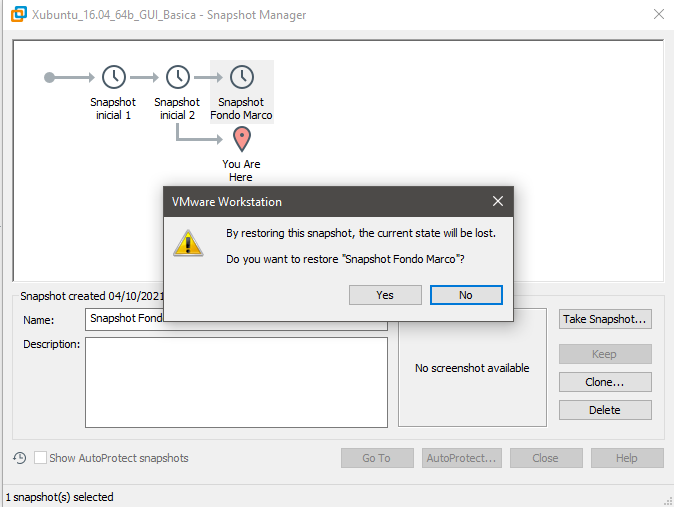 Xubuntu_16.04_64b_GUI_Basica - Snapshot Manager
Snapshot
inicial 1
Snapshot
inicial 2
Snapshot
Fondo Marco
You Are
Here
VMware Workstation
By restoring this snapshot, the current state will be lost.
Do you want to restore "Snapshot Fondo Marco"?
Yes
No
Snapshot created 04/10/2021
Name:
Snapshot Fond
Description:
No screenshot available
Take Snapshot...
Keep
Clone...
Delete
Show AutoProtect snapshots
Go To
AutoProtect...
Close
Help
1 snapshot(s) selected